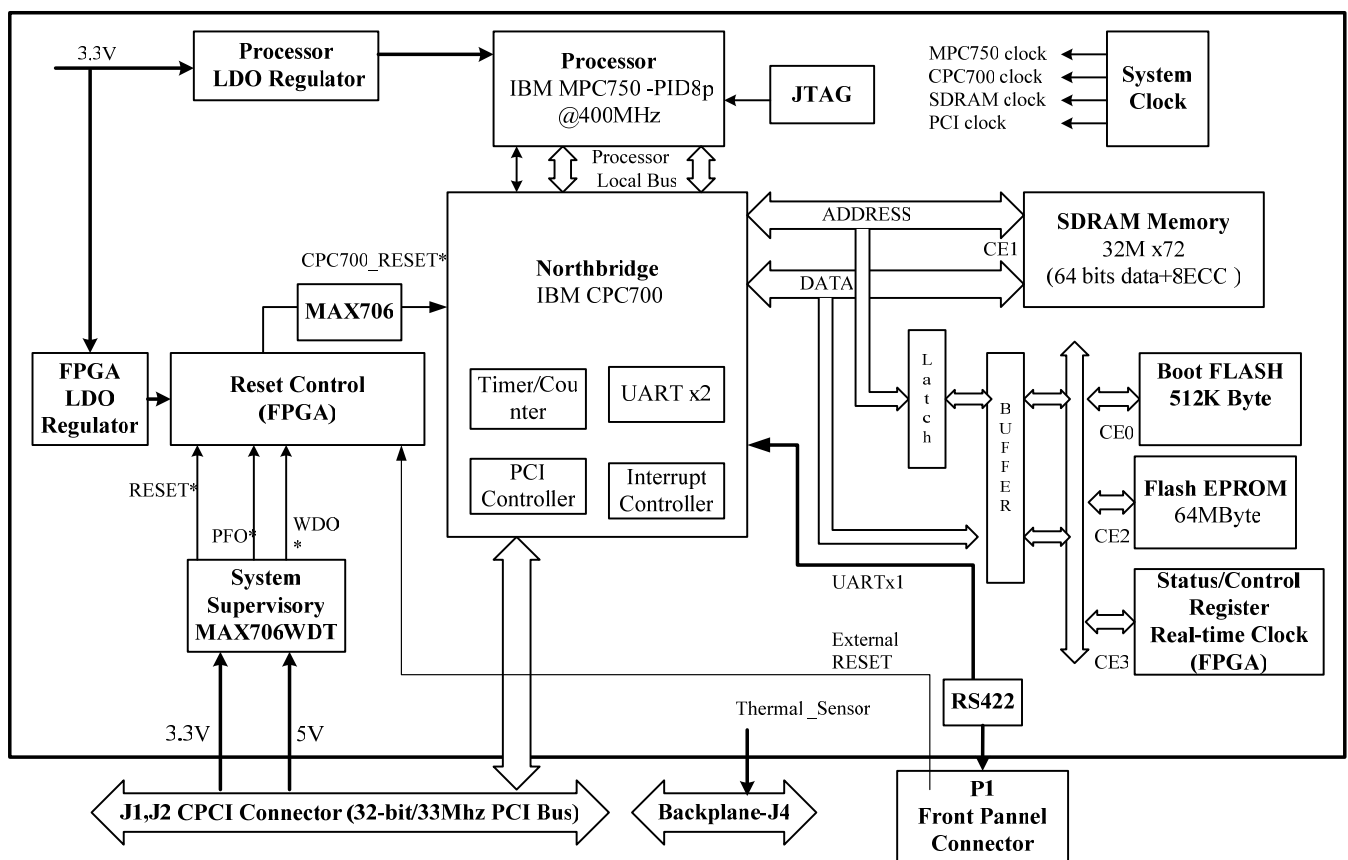 3.3V
Processor
LDO Regulator
Processor
IBM MPC750 -PID8p
@400MHz
JTAG
MPC750 clock
CPC700 clock
SDRAM clock
PCI clock
System
Clock
Processor
Local Bus
ADDRESS
CE1
DATA
SDRAM Memory
32M x72
(64 bits data+8ECC )
CPC700_RESET*
MAX706
Northbridge
IBM CPC700
FPGA
LDO
Regulator
Reset Control
(FPGA)
Timer/Cou
nter
UART x2
PCI
Controller
Interrupt
Controller
Latch
BUFFER
Boot FLASH
512K Byte
CE0
Flash EPROM
64MByte
CE2
Status/Control
Register
Real-time Clock
(FPGA)
CE3
RESET*
PFO*
WDO
*
System
Supervisory
MAX706WDT
UARTx1
External
RESET
RS422
Thermal_Sensor
3.3V
5V
J1,J2 CPCI Connector (32-bit/33Mhz PCI Bus)
Backplane-J4
P1
Front Pannel
Connector